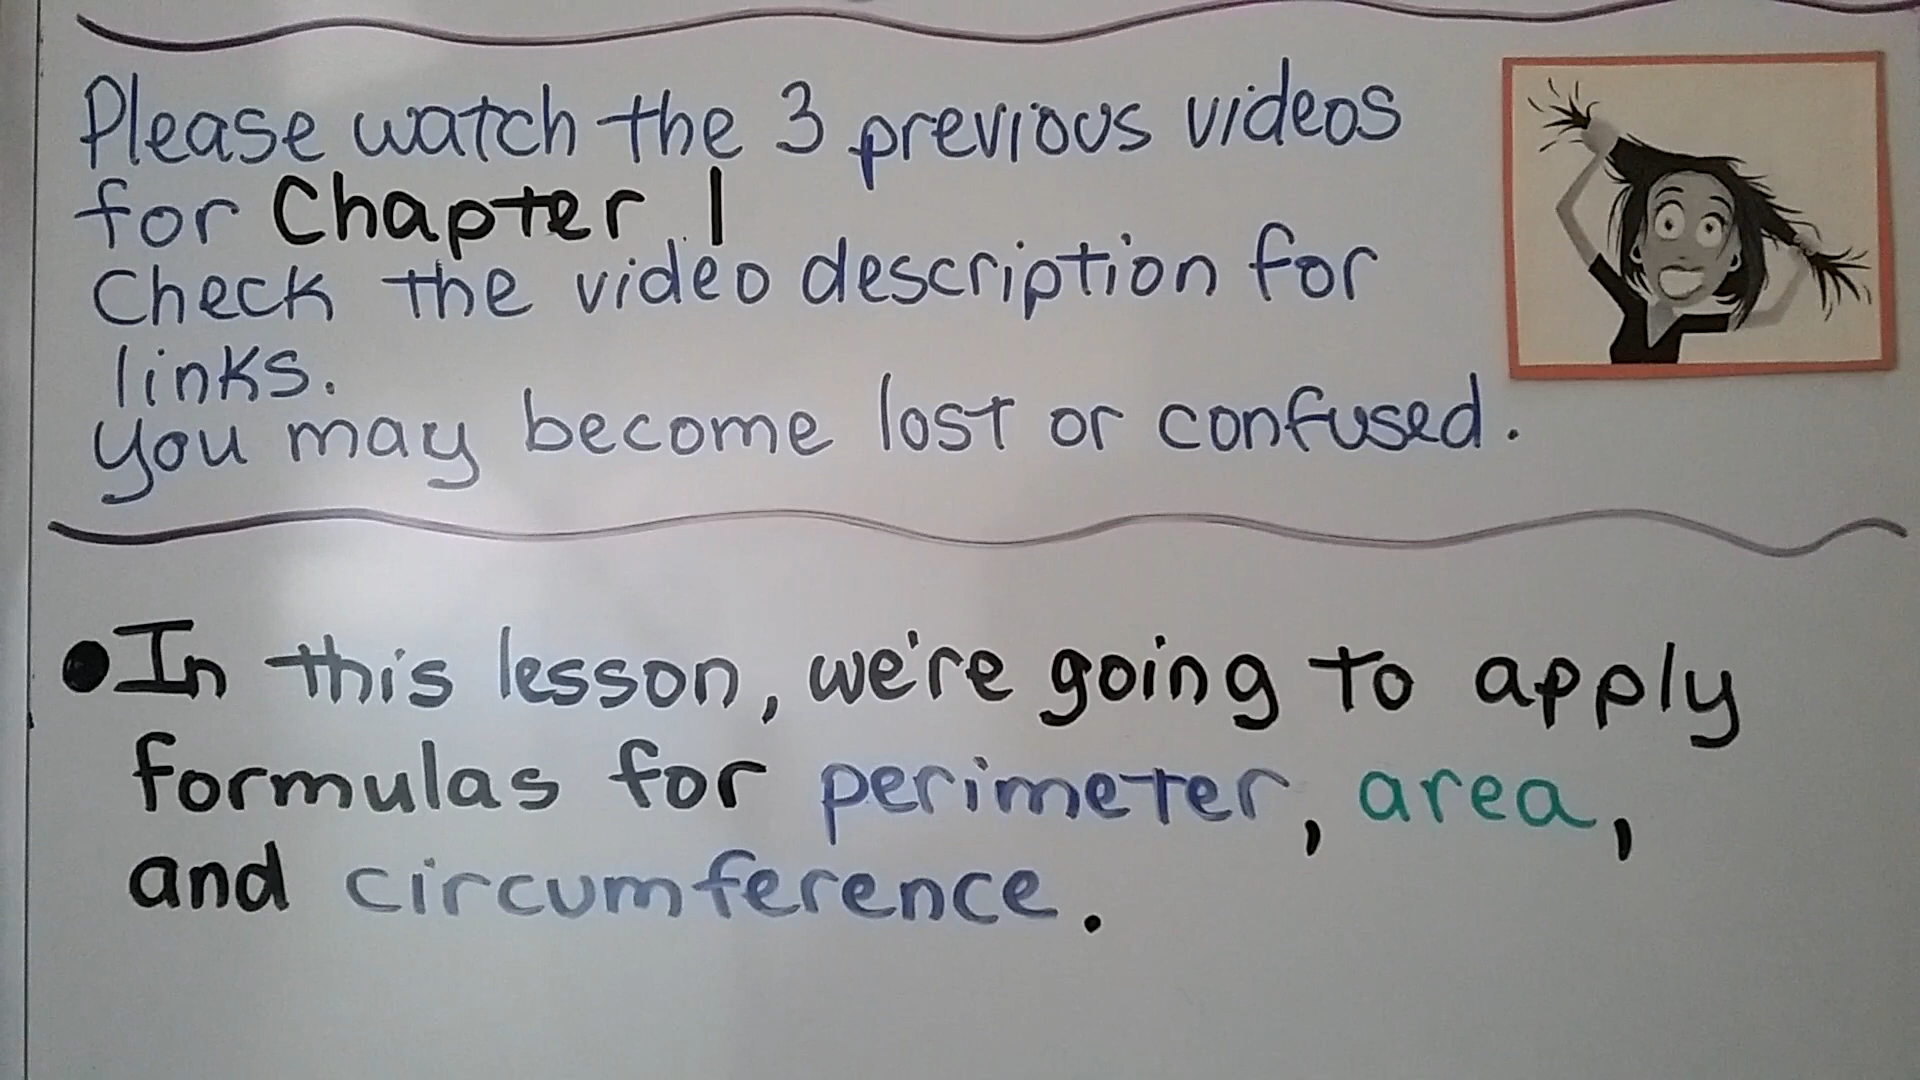 Please watch the 3 previous videos
for Chapter 1
Check the video description for
links.
You may become lost or confused.
•In this lesson, we're going to apply
formulas for perimeter, area,
and circumference.